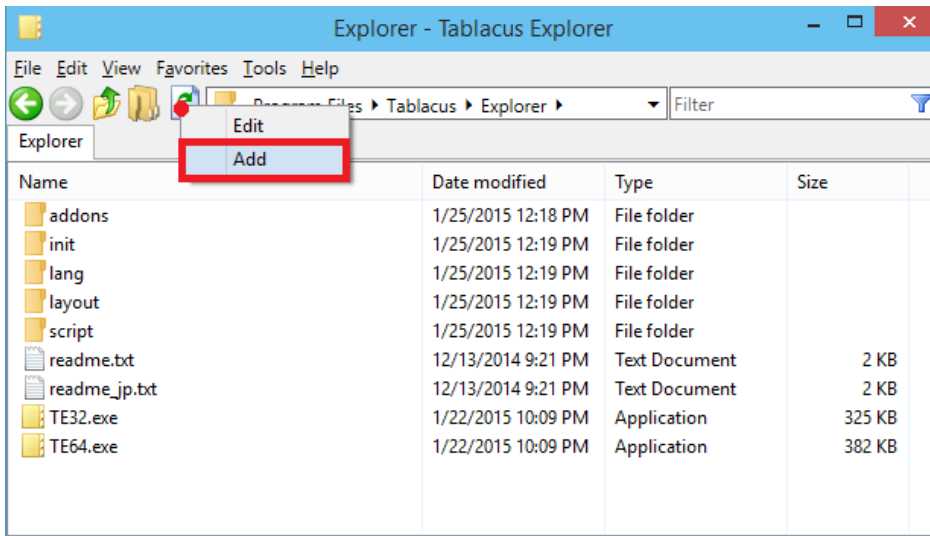 Explorer - Tablacus Explorer
File Edit View Favorites Tools Help
Program Files Tablacus Explorer Filter
Edit
Explorer
Add
Name Date modified Type Size
addons 1/25/2015 12:18 PM File folder
init 1/25/2015 12:19 PM File folder
lang 1/25/2015 12:19 PM File folder
layout 1/25/2015 12:19 PM File folder
script 1/25/2015 12:19 PM File folder
readme.txt 12/13/2014 9:21 PM Text Document 2 KB
readme_jp.txt 12/13/2014 9:21 PM Text Document 2 KB
TE32.exe 1/22/2015 10:09 PM Application 325 KB
TE64.exe 1/22/2015 10:09 PM Application 382 KB